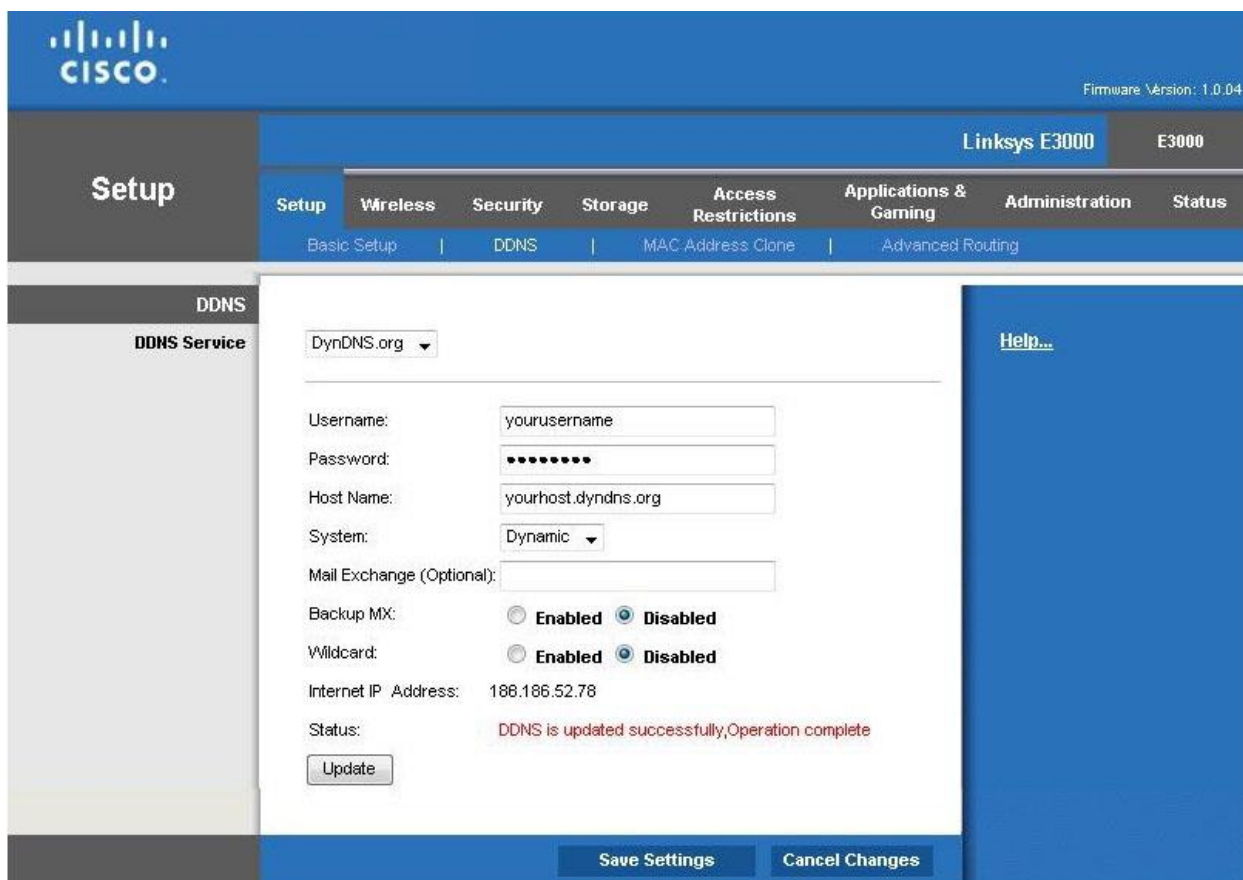 CISCO.
Firmware Version: 1.0.04
Linksys E3000
E3000
Setup
Setup Wireless Security Storage Access Restrictions Applications & Gaming Administration Status
Basic Setup | DDNS | MAC Address Clone | Advanced Routing
DDNS
DDNS Service
DynDNS.org
Help...
Username: yourusername
Password: ••••••••
Host Name: yourhost.dyndns.org
System: Dynamic
Mail Exchange (Optional):
Backup MX: Enabled Disabled
Wildcard: Enabled Disabled
Internet IP Address: 186.186.52.78
Status: DDNS is updated successfully,Operation complete
Update
Save Settings Cancel Changes